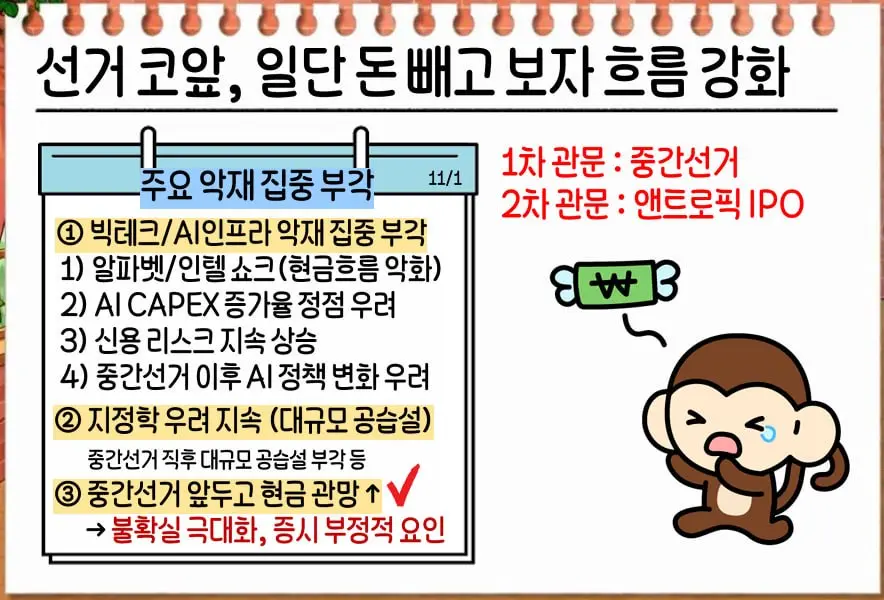 선거 코앞, 일단 돈 빼고 보자 흐름 강화
주요 악재 집중 부각
11/1
① 빅테크/AI인프라 악재 집중 부각
1) 알파벳/인텔 쇼크(현금흐름 악화)
2) AI CAPEX 증가율 정점 우려
3) 신용 리스크 지속 상승
4) 중간선거 이후 AI 정책 변화 우려
② 지정학 우려 지속 (대규모 공습설)
중간선거 직후 대규모 공습설 부각 등
③ 중간선거 앞두고 현금 관망↑
→ 불확실 극대화, 증시 부정적 요인
1차 관문 : 중간선거
2차 관문 : 앤트로픽 IPO
₩